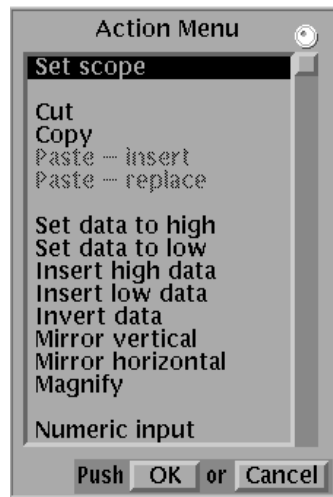 Action Menu
Set scope
Cut
Copy
Paste – insert
Paste – replace
Set data to high
Set data to low
Insert high data
Insert low data
Invert data
Mirror vertical
Mirror horizontal
Magnify
Numeric input
Push OK or Cancel